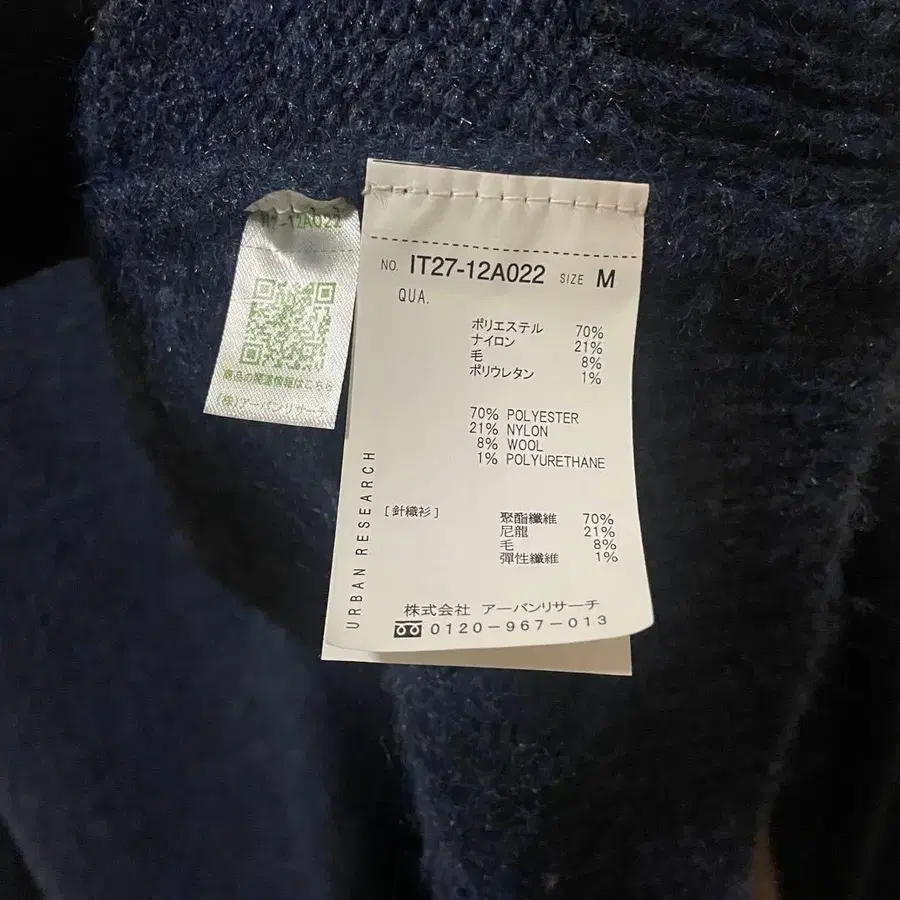 IT27-12A022
商品の関連情報はこちら
(株)アーバンリサーチ
NO. IT27-12A022 SIZE M
QUA.
ポリエステル 70%
ナイロン 21%
毛 8%
ポリウレタン 1%
70% POLYESTER
21% NYLON
8% WOOL
1% POLYURETHANE
[針織衫] 聚酯纖維 70%
尼龍 21%
毛 8%
彈性纖維 1%
URBAN RESEARCH
株式会社 アーバンリサーチ
0120-967-013